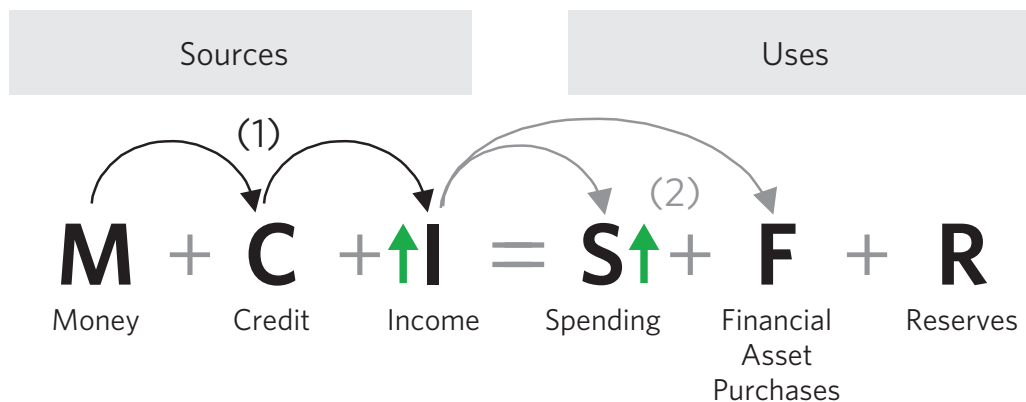 Sources Uses
(1)
(2)
M + C + I = S + F + R
Money Credit Income Spending Financial Asset Purchases Reserves